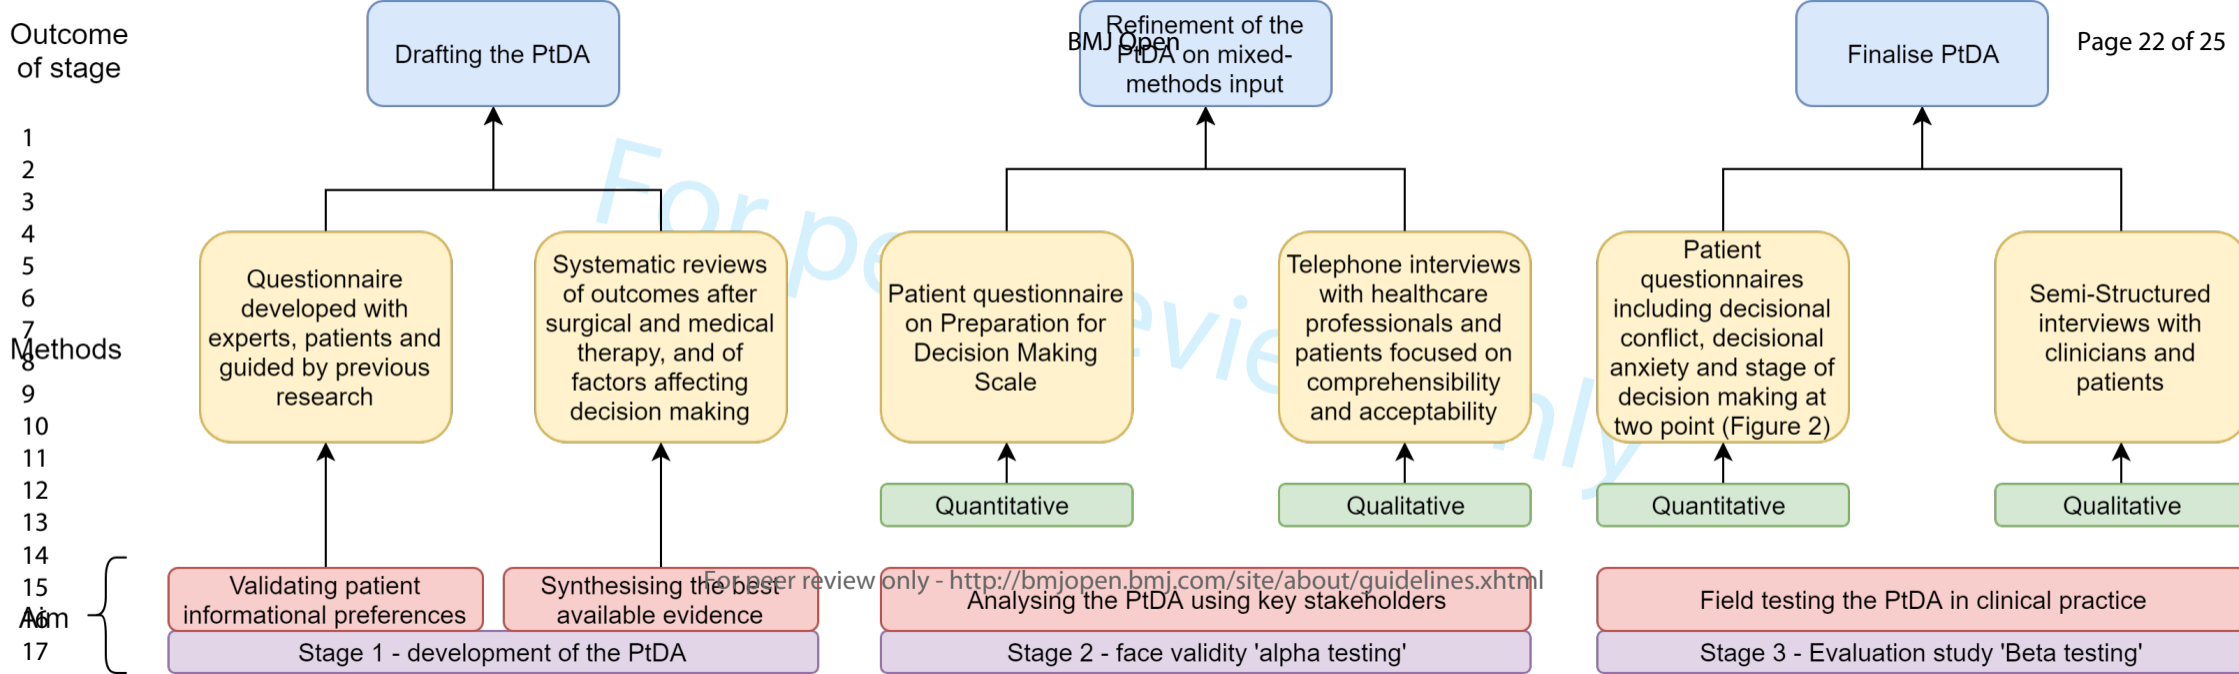 Outcome
of stage
Drafting the PtDA
Refinement of the
PtDA on mixed-
methods input
BMJ Open
Finalise PtDA
Page 22 of 25
1
2
3
4
5
6
7
8
9
10
11
12
13
14
15
16
17
Methods
Questionnaire
developed with
experts, patients and
guided by previous
research
Systematic reviews
of outcomes after
surgical and medical
therapy, and of
factors affecting
decision making
Patient questionnaire
on Preparation for
Decision Making
Scale
Telephone interviews
with healthcare
professionals and
patients focused on
comprehensibility
and acceptability
Patient
questionnaires
including decisional
conflict, decisional
anxiety and stage of
decision making at
two point (Figure 2)
Semi-Structured
interviews with
clinicians and
patients
For peer review only
Quantitative
Qualitative
Quantitative
Qualitative
Aim
Validating patient
informational preferences
Synthesising the best
available evidence
Analysing the PtDA using key stakeholders
Field testing the PtDA in clinical practice
For peer review only - http://bmjopen.bmj.com/site/about/guidelines.xhtml
Stage 1 - development of the PtDA
Stage 2 - face validity 'alpha testing'
Stage 3 - Evaluation study 'Beta testing'